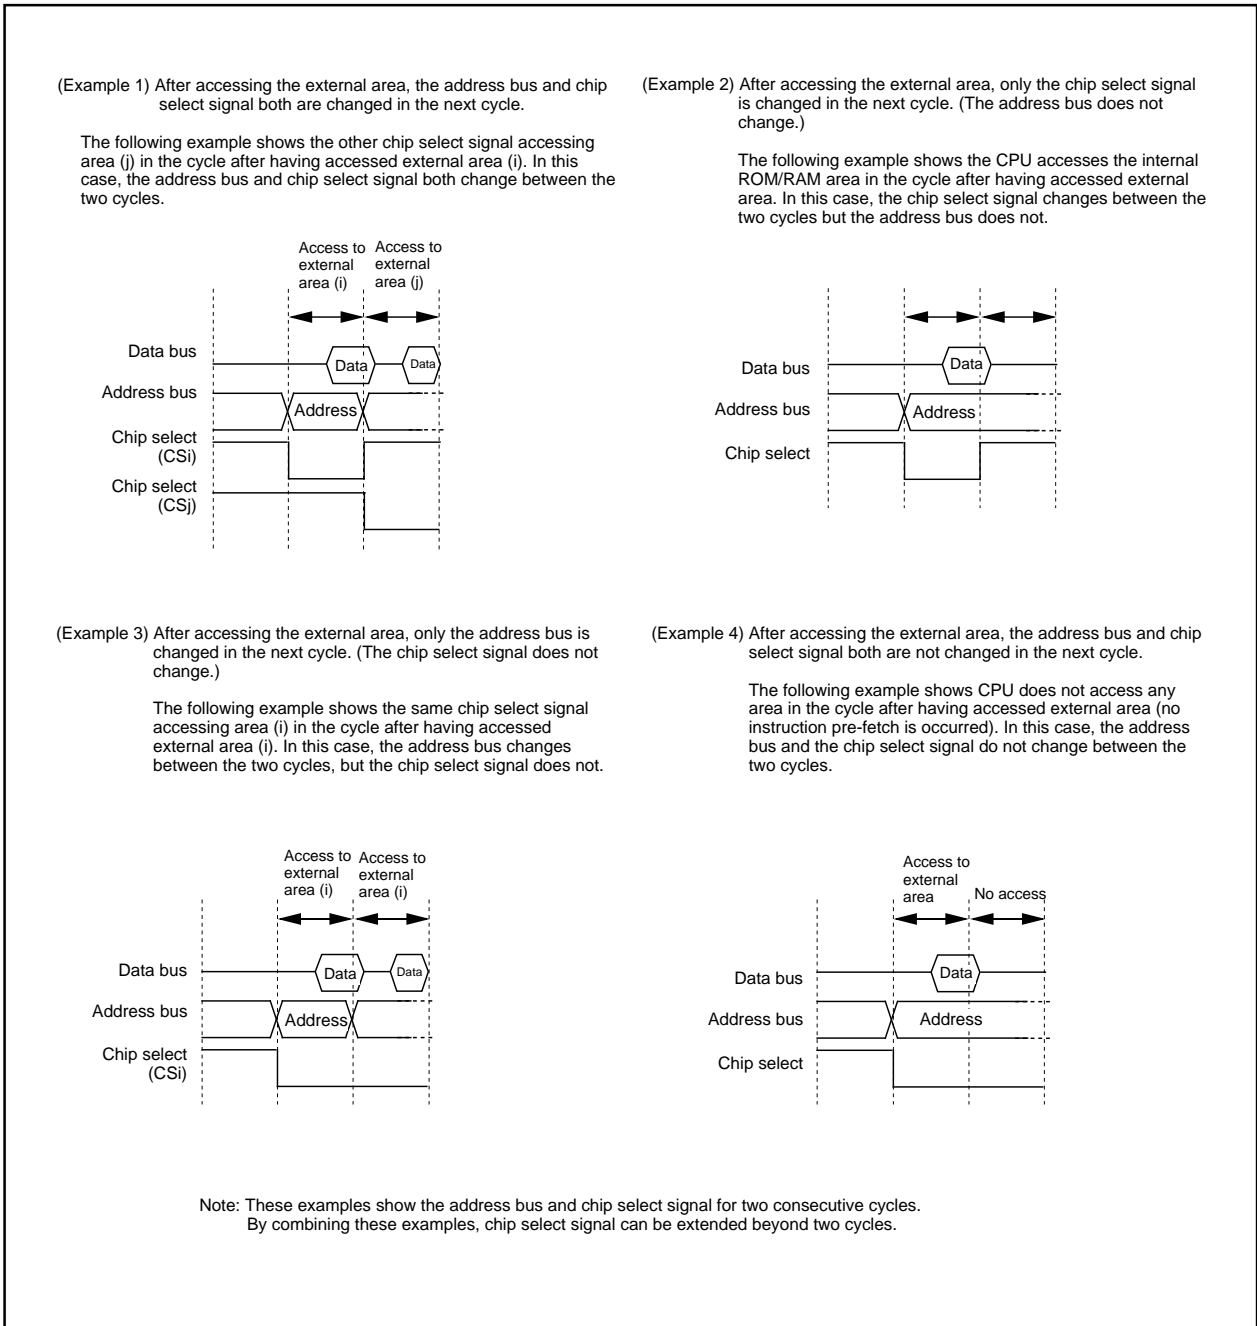 (Example 1) After accessing the external area, the address bus and chip
select signal both are changed in the next cycle.
The following example shows the other chip select signal accessing
area (j) in the cycle after having accessed external area (i). In this
case, the address bus and chip select signal both change between the
two cycles.
Access to
external
area (i)
Access to
external
area (j)
Data bus
Data
Data
Address bus
Address
Chip select
(CSi)
Chip select
(CSj)
(Example 2) After accessing the external area, only the chip select signal
is changed in the next cycle. (The address bus does not
change.)
The following example shows the CPU accesses the internal
ROM/RAM area in the cycle after having accessed external
area. In this case, the chip select signal changes between the
two cycles but the address bus does not.
Data bus
Data
Address bus
Address
Chip select
(Example 3) After accessing the external area, only the address bus is
changed in the next cycle. (The chip select signal does not
change.)
The following example shows the same chip select signal
accessing area (i) in the cycle after having accessed
external area (i). In this case, the address bus changes
between the two cycles, but the chip select signal does not.
Access to
external
area (i)
Access to
external
area (i)
Data bus
Data
Data
Address bus
Address
Chip select
(CSi)
(Example 4) After accessing the external area, the address bus and chip
select signal both are not changed in the next cycle.
The following example shows CPU does not access any
area in the cycle after having accessed external area (no
instruction pre-fetch is occurred). In this case, the address
bus and the chip select signal do not change between the
two cycles.
Access to
external
area
No access
Data bus
Data
Address bus
Address
Chip select
Note: These examples show the address bus and chip select signal for two consecutive cycles.
By combining these examples, chip select signal can be extended beyond two cycles.